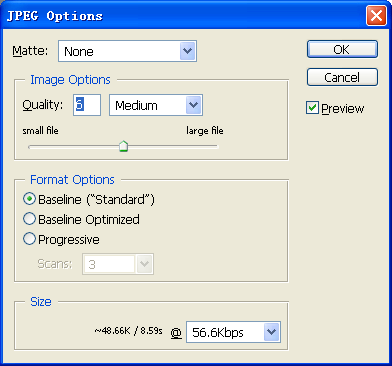 JPEG Options
Matte: None
OK
Cancel
Preview
Image Options
Quality: 6 Medium
small file large file
Format Options
Baseline (“Standard”)
Baseline Optimized
Progressive
Scans: 3
Size
~48.66K / 8.59s @ 56.6Kbps